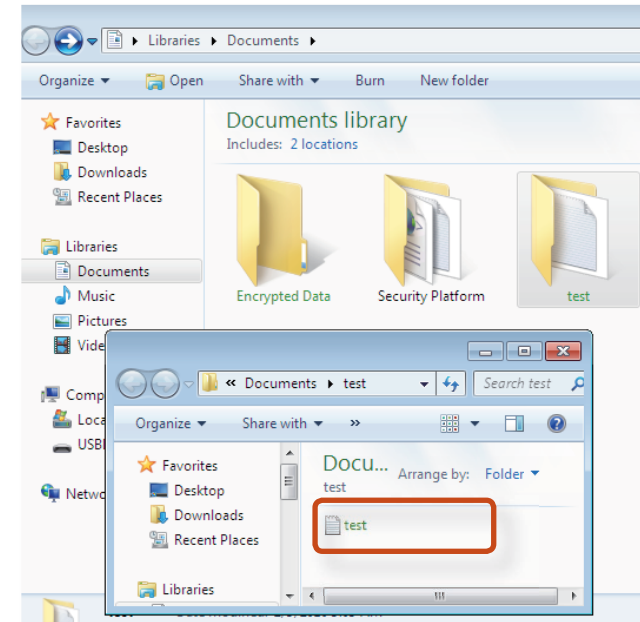 Libraries Documents
Organize Open Share with Burn New folder
Favorites
Desktop
Downloads
Recent Places
Libraries
Documents
Music
Pictures
Documents library
Includes: 2 locations
Encrypted Data Security Platform test
« Documents test Search test
Organize Share with »
Favorites
Desktop
Downloads
Recent Places
Libraries
Docu...
test
Arrange by: Folder
test